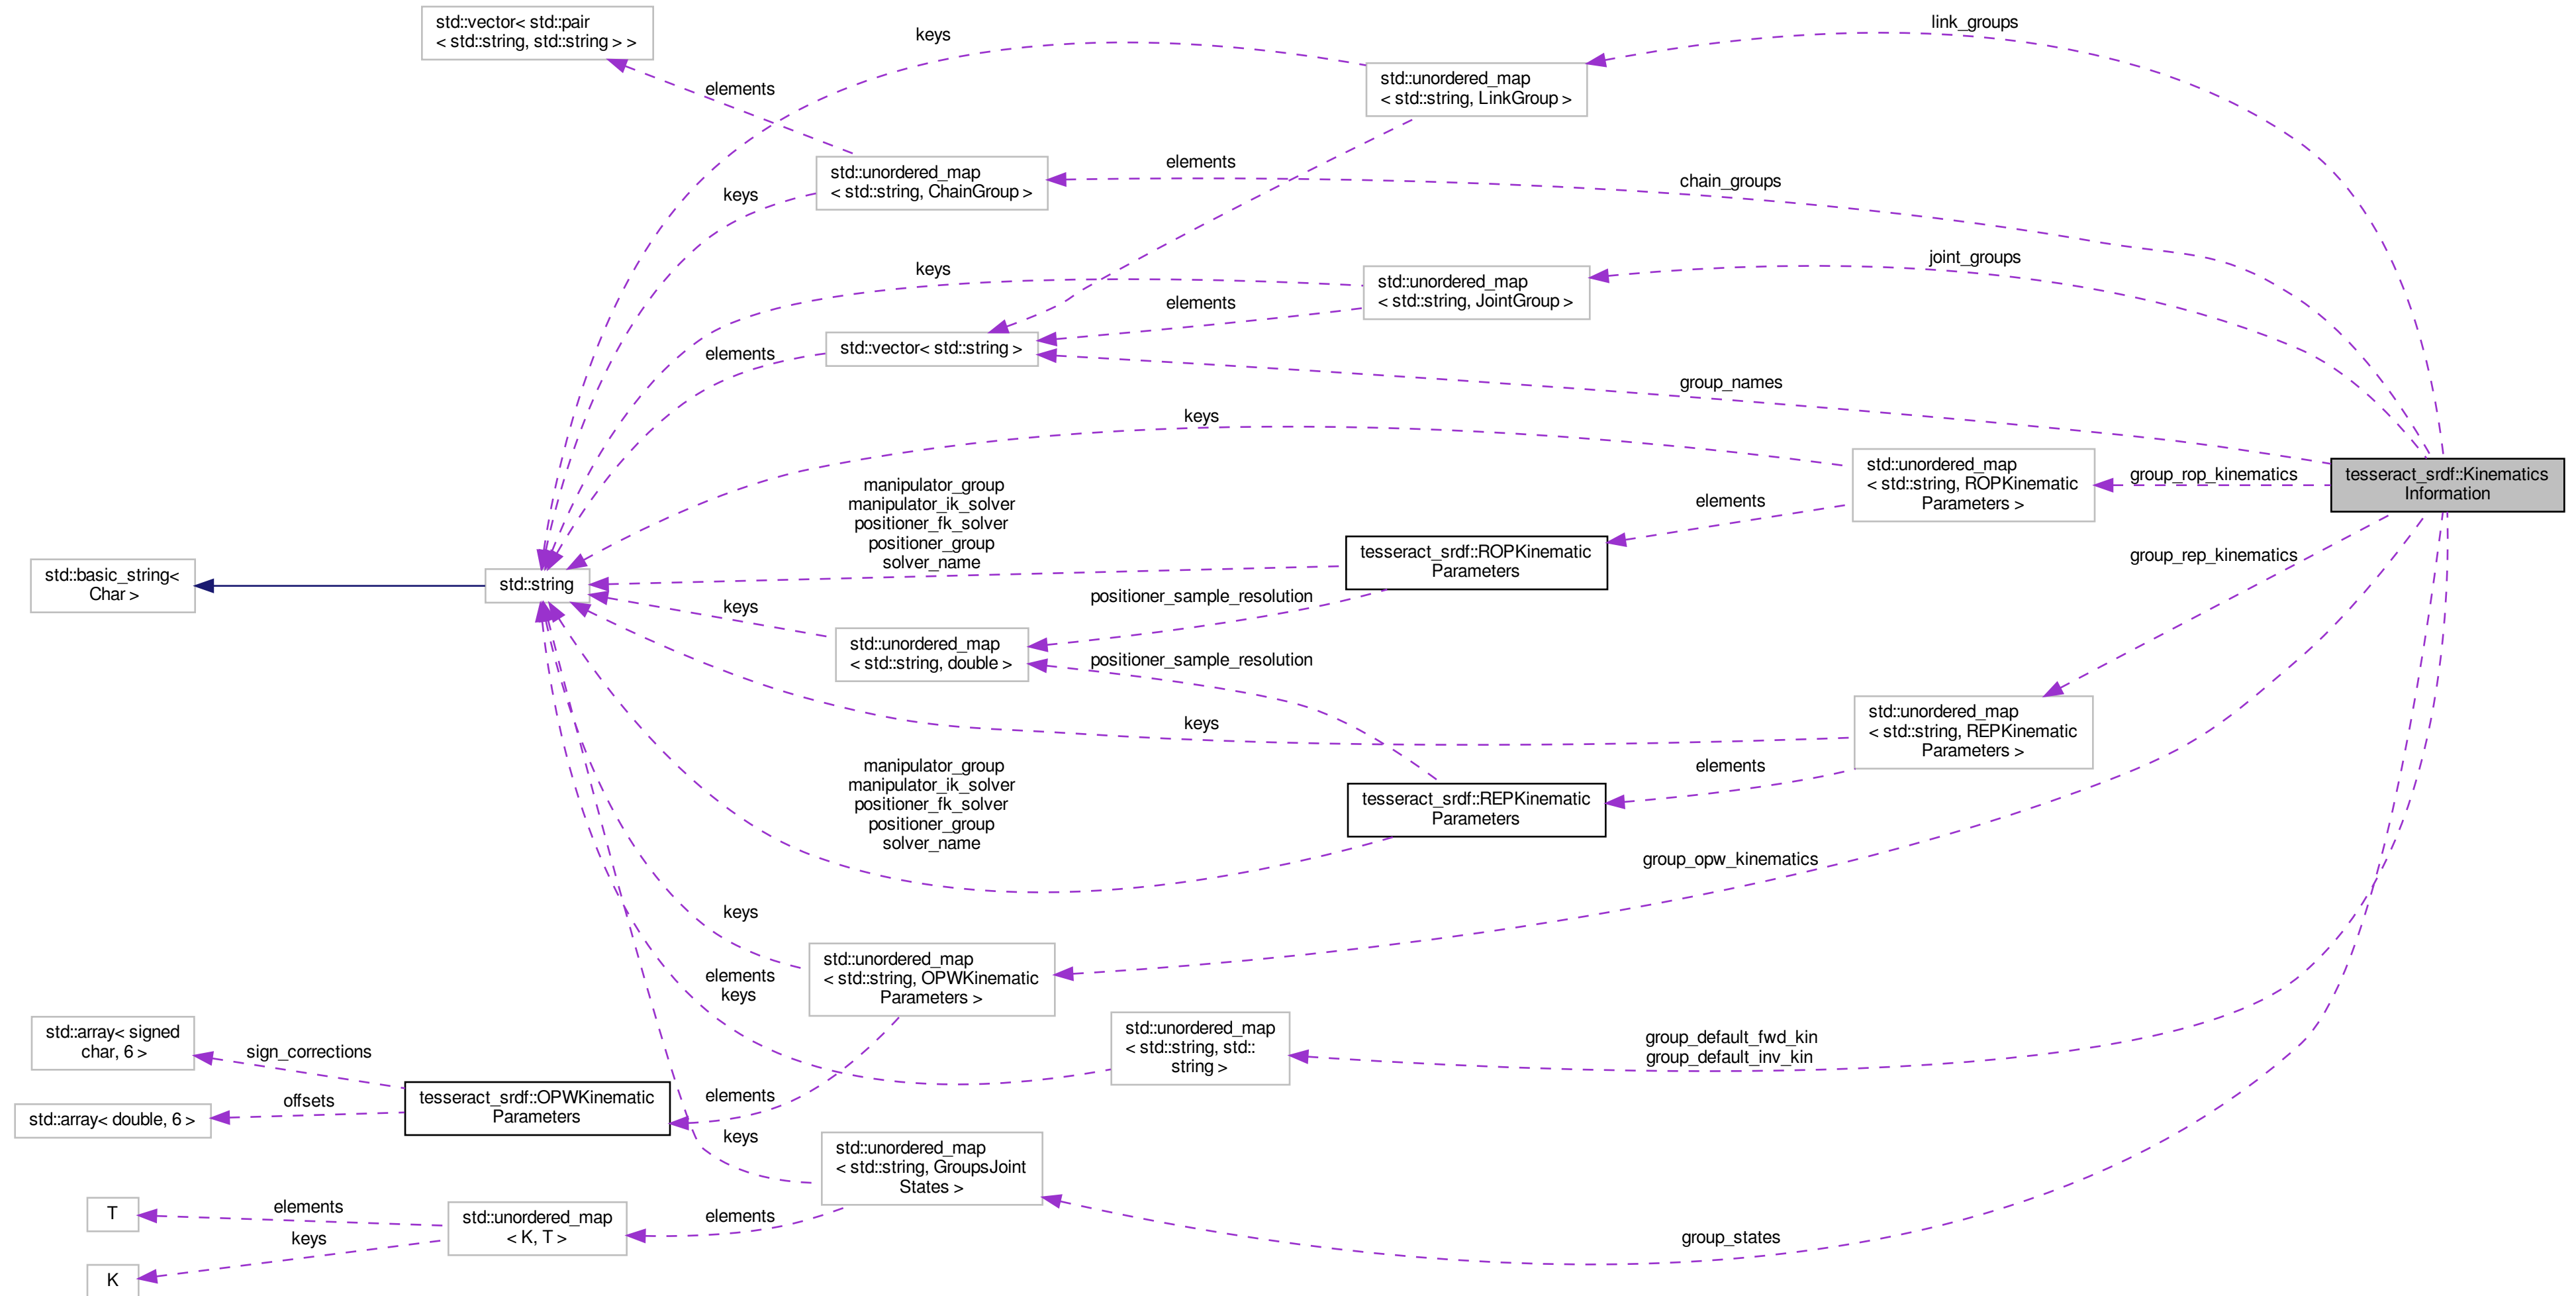 std::vector< std::pair
< std::string, std::string > >
keys
link_groups
std::unordered_map
< std::string, LinkGroup >
elements
std::unordered_map
< std::string, ChainGroup >
elements
chain_groups
keys
joint_groups
keys
std::unordered_map
< std::string, JointGroup >
elements
std::vector< std::string >
elements
group_names
keys
std::unordered_map
< std::string, ROPKinematic
Parameters >
group_rop_kinematics
tesseract_srdf::Kinematics
Information
manipulator_group
manipulator_ik_solver
positioner_fk_solver
positioner_group
solver_name
elements
tesseract_srdf::ROPKinematic
Parameters
group_rep_kinematics
std::basic_string<
Char >
std::string
keys
positioner_sample_resolution
std::unordered_map
< std::string, double >
positioner_sample_resolution
keys
std::unordered_map
< std::string, REPKinematic
Parameters >
elements
manipulator_group
manipulator_ik_solver
positioner_fk_solver
positioner_group
solver_name
tesseract_srdf::REPKinematic
Parameters
group_opw_kinematics
keys
std::unordered_map
< std::string, OPWKinematic
Parameters >
elements
keys
std::unordered_map
< std::string, std::
string >
group_default_fwd_kin
group_default_inv_kin
std::array< signed
char, 6 >
sign_corrections
tesseract_srdf::OPWKinematic
Parameters
elements
std::array< double, 6 >
offsets
keys
std::unordered_map
< std::string, GroupsJoint
States >
T
elements
std::unordered_map
< K, T >
elements
keys
group_states
K